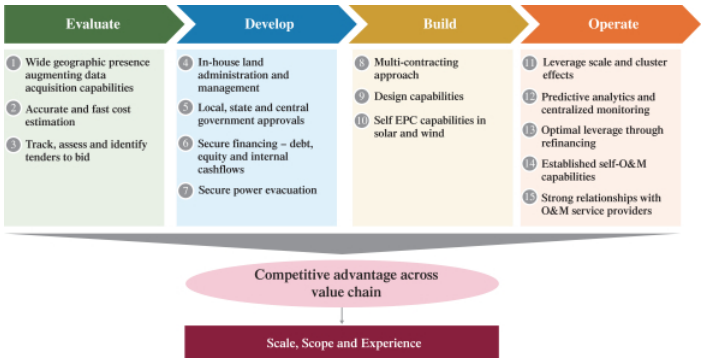 Evaluate
Develop
Build
Operate
1 Wide geographic presence
augmenting data
acquisition capabilities
2 Accurate and fast cost
estimation
3 Track, assess and identify
tenders to bid
4 In-house land
administration and
management
5 Local, state and central
government approvals
6 Secure financing – debt,
equity and internal
cashflows
7 Secure power evacuation
8 Multi-contracting
approach
9 Design capabilities
10 Self EPC capabilities in
solar and wind
11 Leverage scale and cluster
effects
12 Predictive analytics and
centralized monitoring
13 Optimal leverage through
refinancing
14 Established self-O&M
capabilities
15 Strong relationships with
O&M service providers
Competitive advantage across
value chain
Scale, Scope and Experience